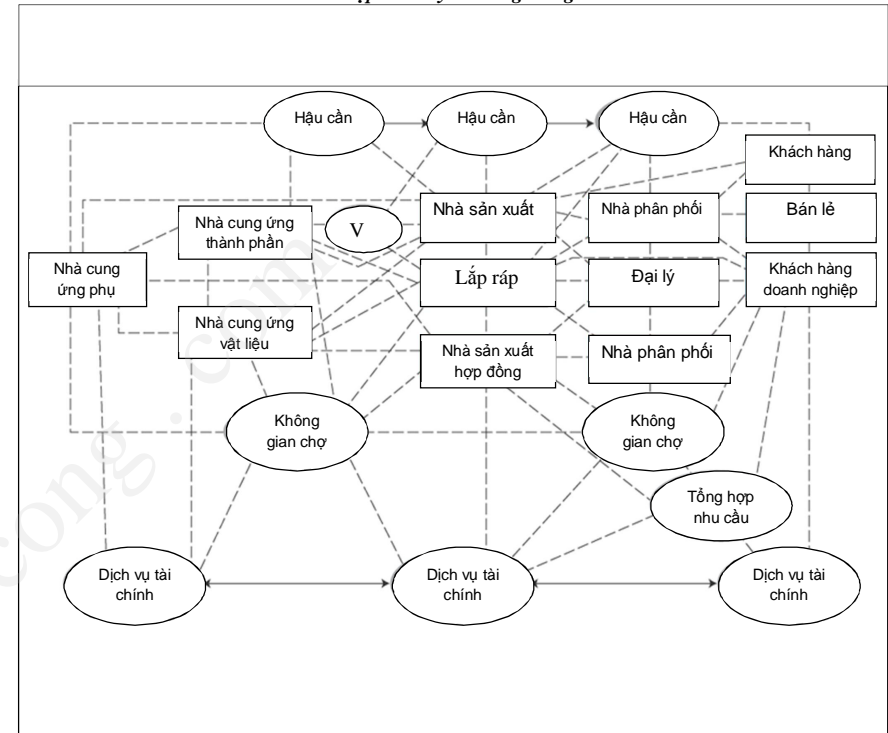 Hậu cần
Hậu cần
Hậu cần
Khách hàng
Nhà cung ứng
thành phần
V
Nhà sản xuất
Nhà phân phối
Bán lẻ
Nhà cung
ứng phụ
Lắp ráp
Đại lý
Khách hàng
doanh nghiệp
Nhà cung ứng
vật liệu
Nhà sản xuất
hợp đồng
Nhà phân phối
Không
gian chợ
Không
gian chợ
Tổng hợp
nhu cầu
Dịch vụ tài
chính
Dịch vụ tài
chính
Dịch vụ tài
chính
cong . com